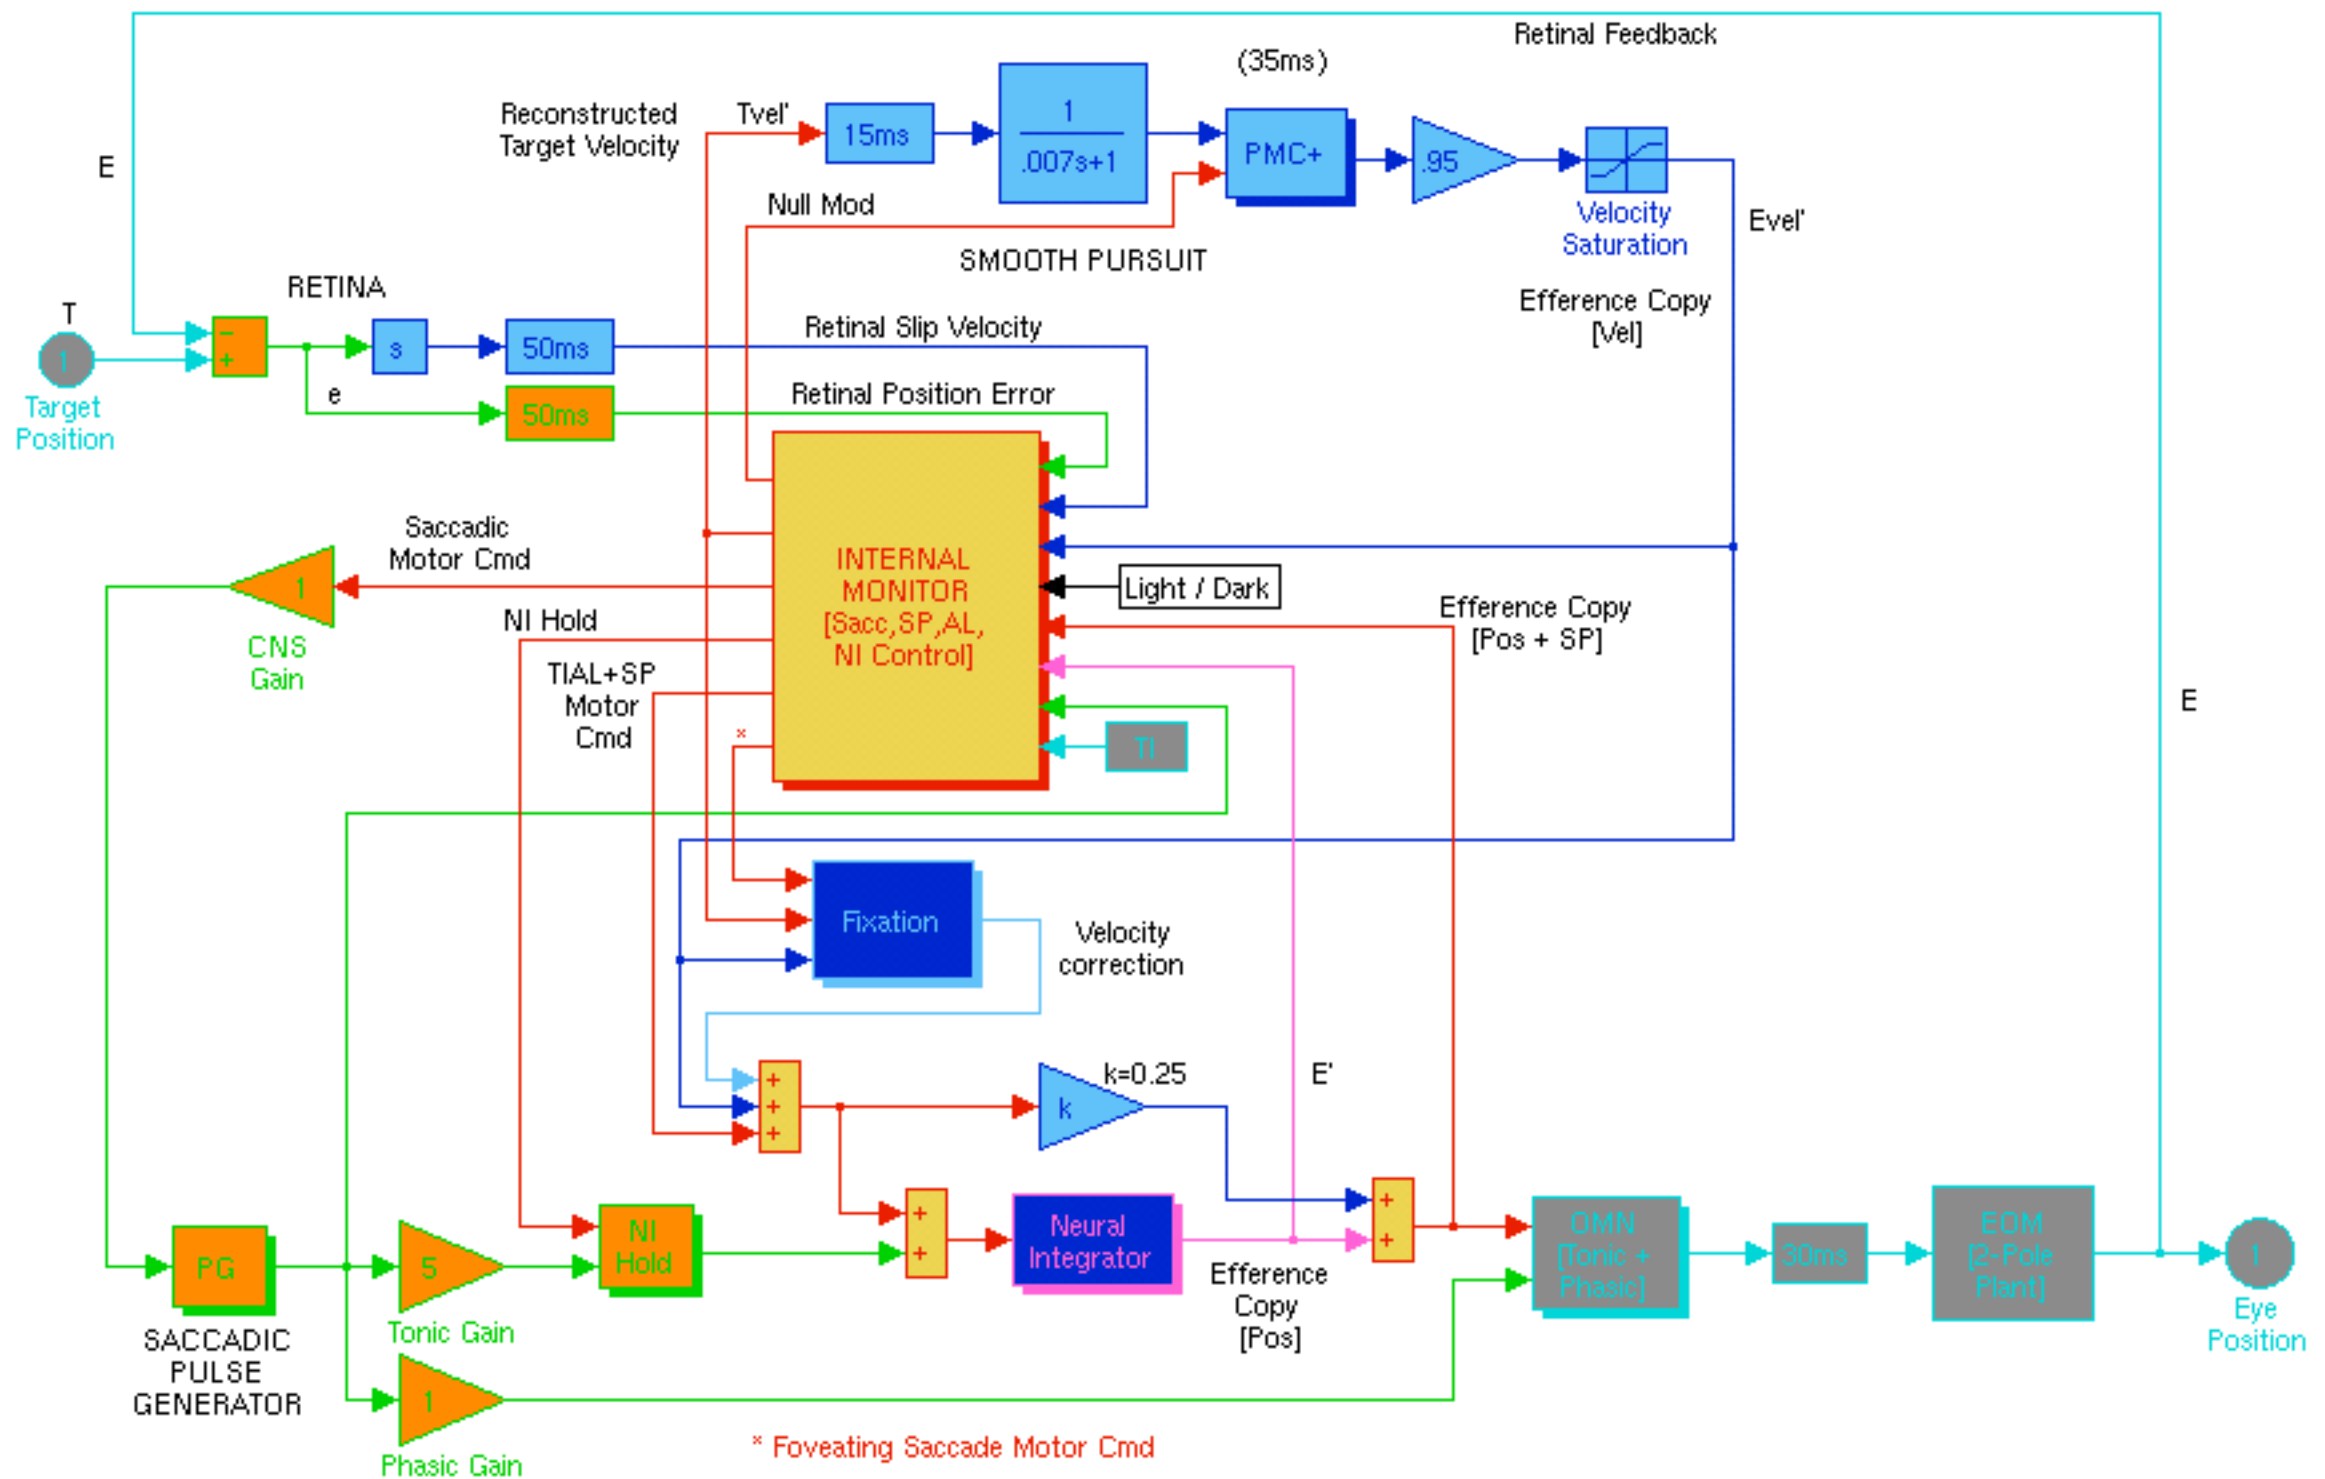 Retinal Feedback
(35ms)
Reconstructed
Target Velocity
Tvel'
15ms
1
.007s+1
PMC+
.95
E
Null Mod
Velocity
Saturation
Evel'
SMOOTH PURSUIT
RETINA
Efference Copy
[Vel]
T
1
−
+
s
50ms
Retinal Slip Velocity
Target
Position
e
50ms
Retinal Position Error
Saccadic
Motor Cmd
1
CNS
Gain
INTERNAL
MONITOR
[Sacc,SP,AL,
NI Control]
Light / Dark
Efference Copy
[Pos + SP]
NI Hold
TIAL+SP
Motor
Cmd
*
TI
E
Fixation
Velocity
correction
+
+
+
k=0.25
k
E'
PG
SACCADIC
PULSE
GENERATOR
5
Tonic Gain
NI
Hold
+
+
Neural
Integrator
Efference
Copy
[Pos]
+
+
OMN
[Tonic +
Phasic]
30ms
EOM
[2-Pole
Plant]
1
Eye
Position
1
Phasic Gain
* Foveating Saccade Motor Cmd